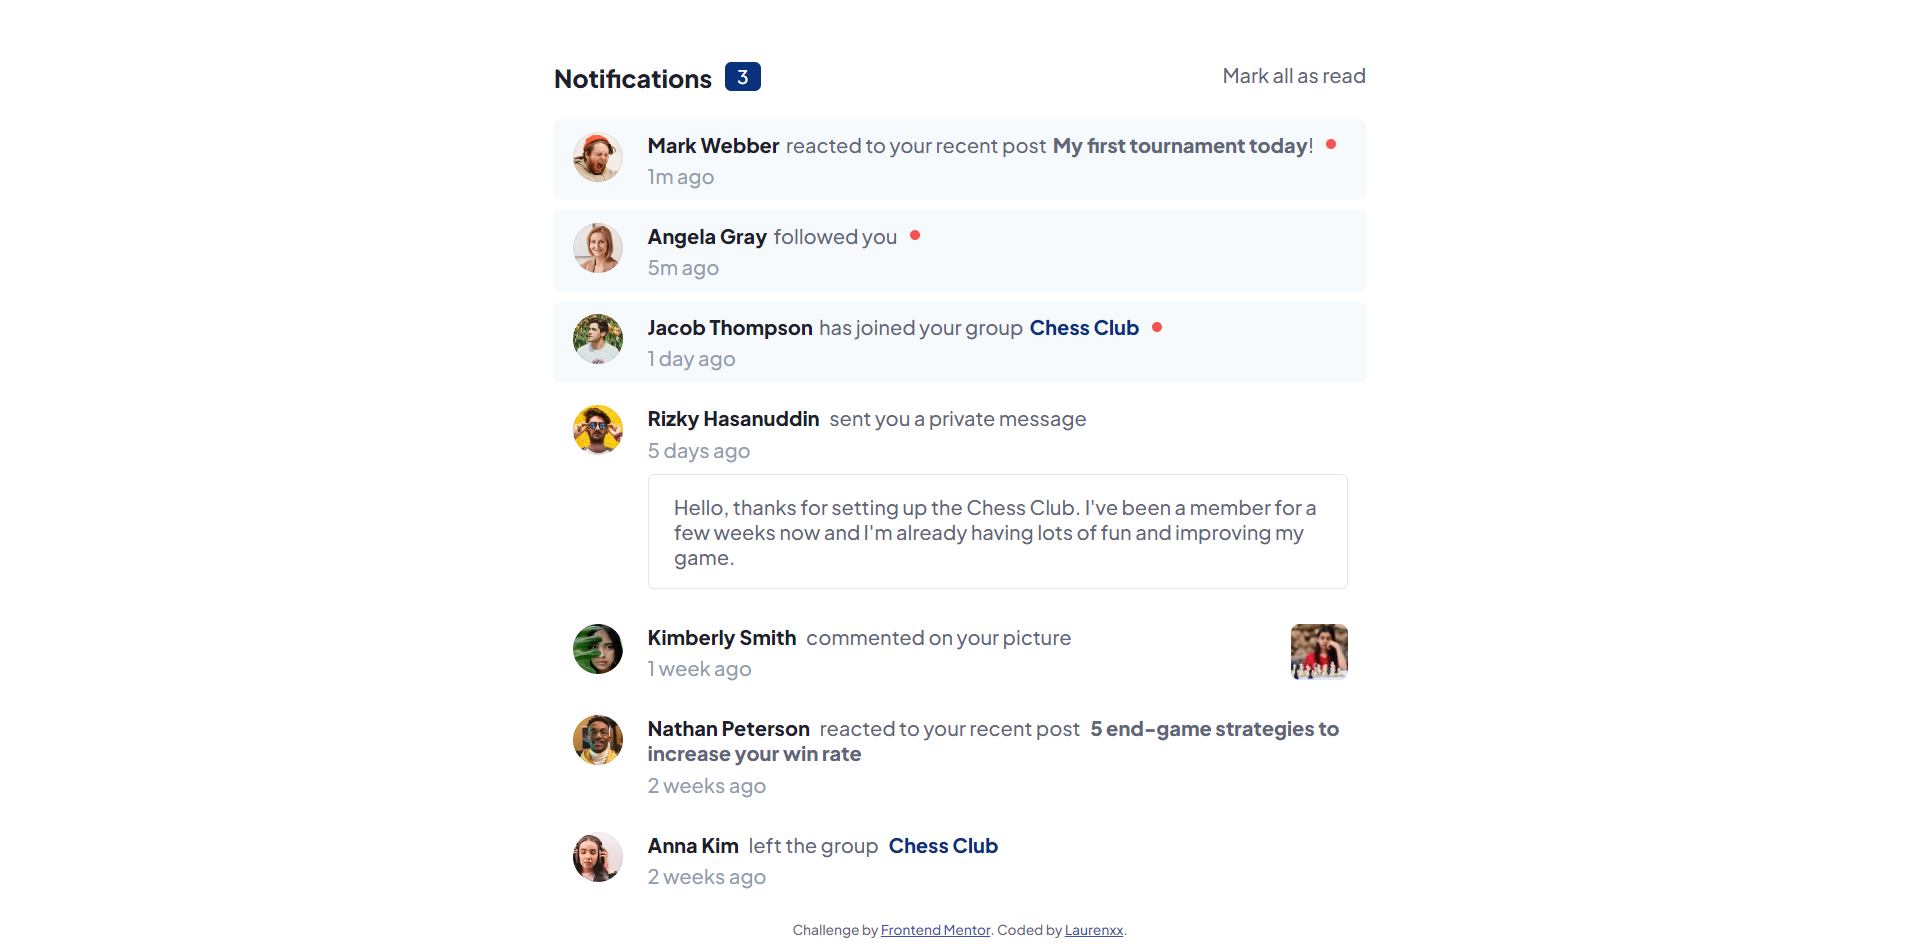 Notifications 3 Mark all as read
Mark Webber reacted to your recent post My first tournament today!
1m ago
Angela Gray followed you
5m ago
Jacob Thompson has joined your group Chess Club
1 day ago
Rizky Hasanuddin sent you a private message
5 days ago
Hello, thanks for setting up the Chess Club. I've been a member for a
few weeks now and I'm already having lots of fun and improving my
game.
Kimberly Smith commented on your picture
1 week ago
Nathan Peterson reacted to your recent post 5 end-game strategies to
increase your win rate
2 weeks ago
Anna Kim left the group Chess Club
2 weeks ago
Challenge by Frontend Mentor. Coded by Laurenxx.